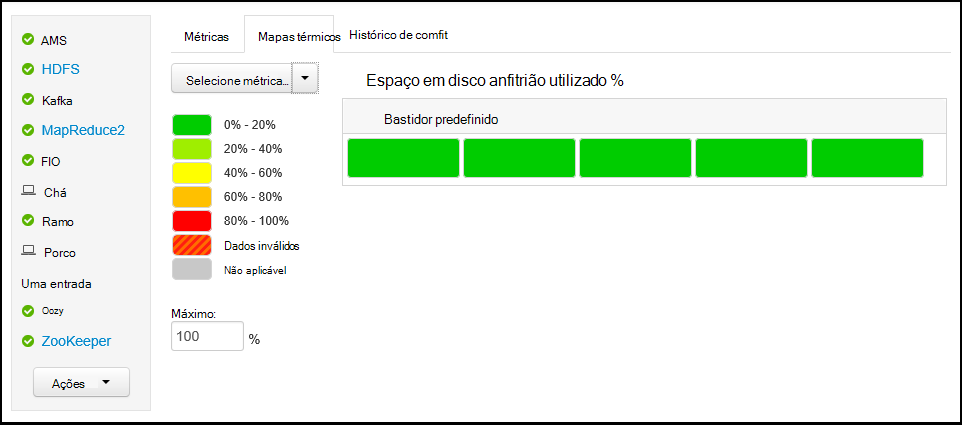 AMS
HDFS
Kafka
MapReduce2
FIO
Chá
Ramo
Porco
Uma entrada
Oozy
ZooKeeper
Ações
Métricas
Mapas térmicos
Histórico de comfit
Selecione métrica...
0% - 20%
20% - 40%
40% - 60%
60% - 80%
80% - 100%
Dados inválidos
Não aplicável
Máximo:
100 %
Espaço em disco anfitrião utilizado %
Bastidor predefinido